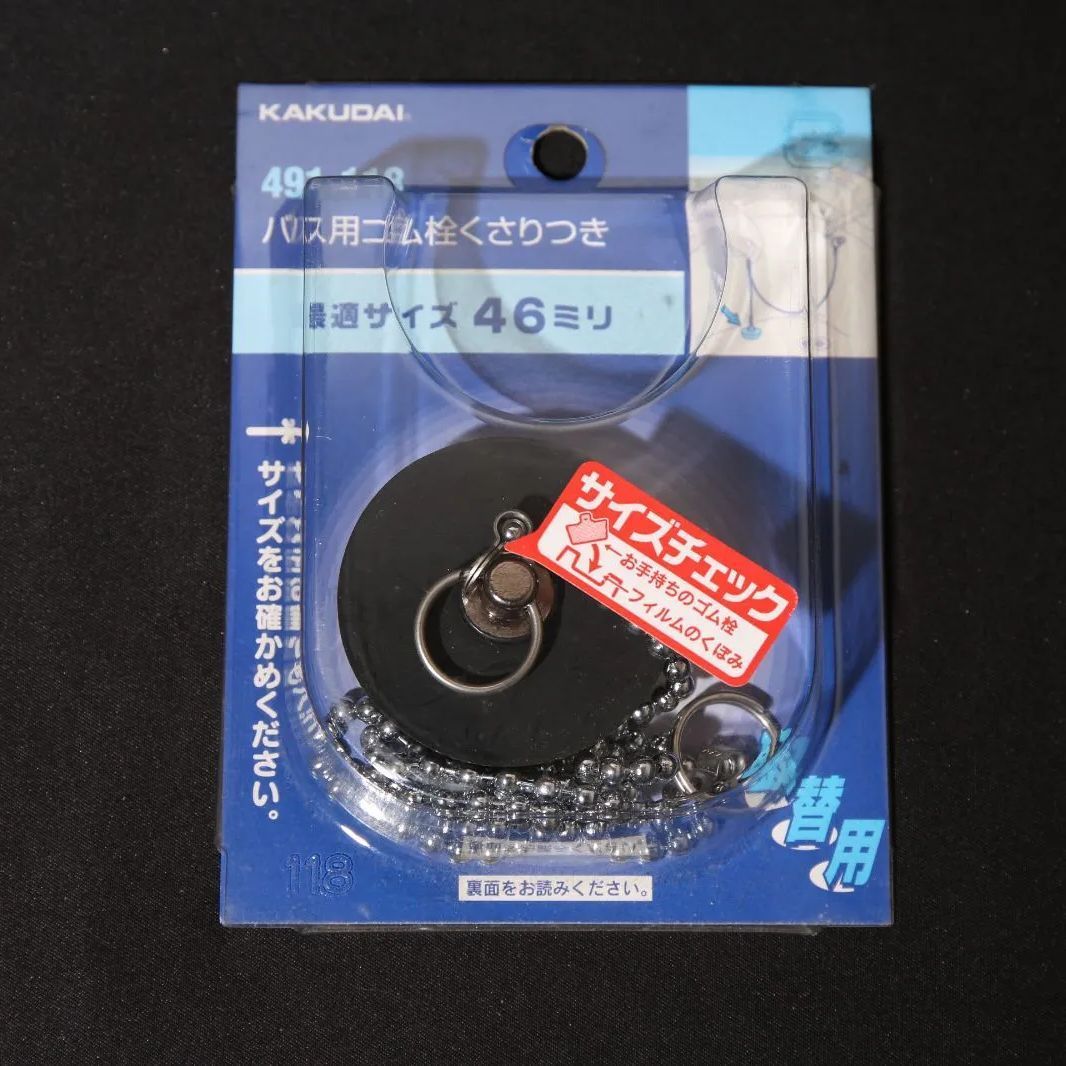 KAKUDAI
バス用ゴム栓くさりつき
最適サイズ 46ミリ
サイズをお確かめください。
サイズチェック
←お手持ちのゴム栓
フィルムのくぼみ
替用
118
裏面をお読みください。